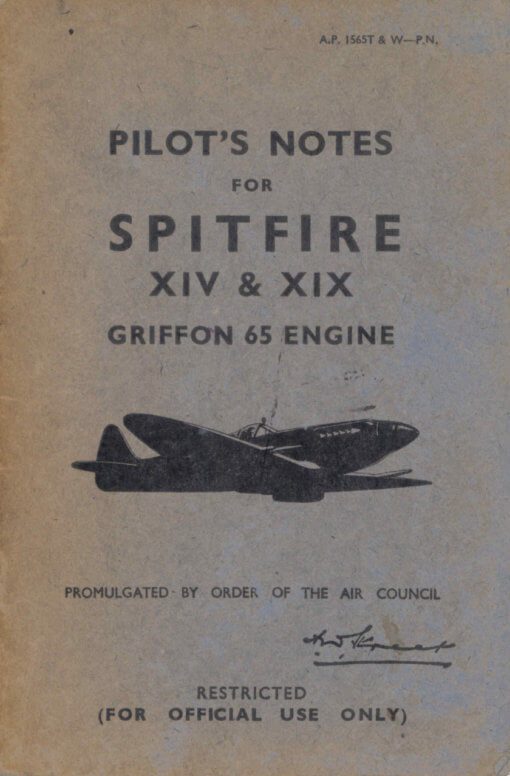 A.P. 1565T & W—P.N.
PILOT'S NOTES
FOR
SPITFIRE
XIV & XIX
GRIFFON 65 ENGINE
PROMULGATED BY ORDER OF THE AIR COUNCIL
RESTRICTED
(FOR OFFICIAL USE ONLY)